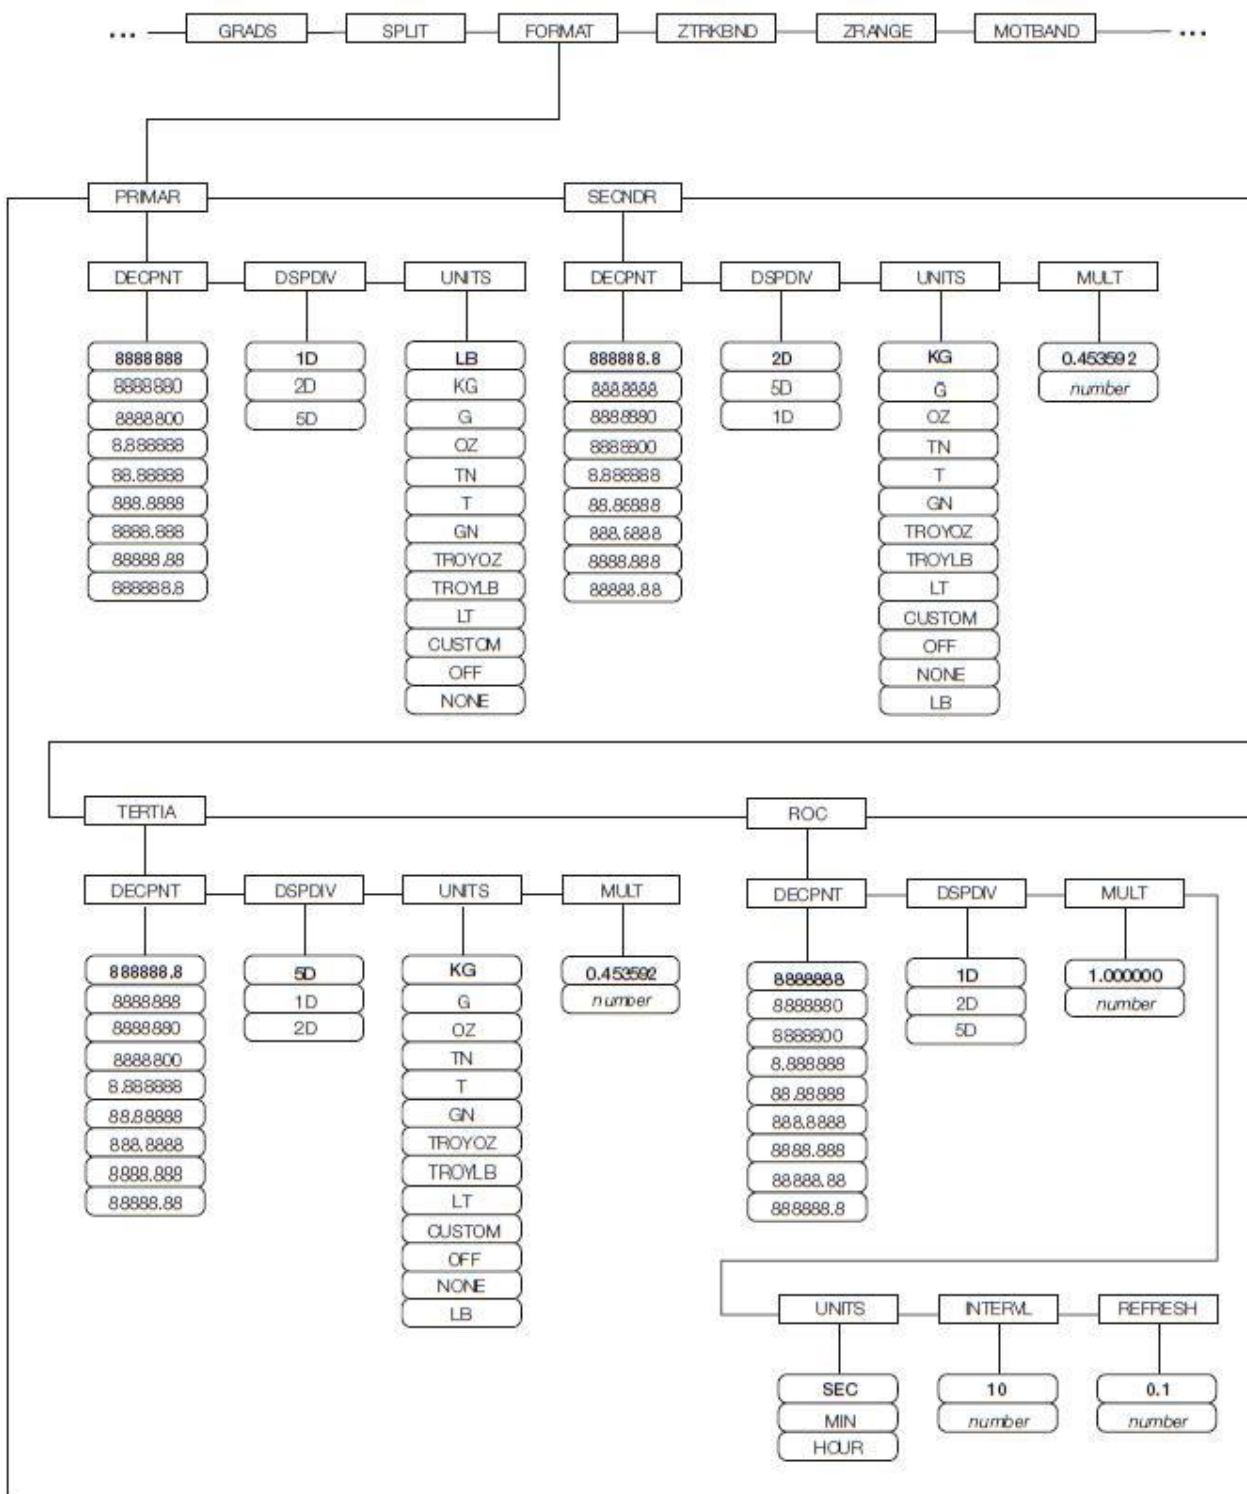 ... GRADS SPLIT FORMAT ZTRKBND ZRANGE MOTBAND ...
PRIMAR SECNDR
DECPNT DSPDIV UNITS DECPNT DSPDIV UNITS MULT
8888888 1D LB 888888.8 2D KG 0.453592
8888880 2D KG 8888888 5D G number
8888800 5D G 8888880 1D OZ
8.888888 OZ 8888800 TN
88.88888 TN 8.888888 T
888.8888 T 88.88888 GN
8888.888 GN 888.8888 TROYOZ
88888.88 TROYOZ 8888.888 TROYLB
888888.8 TROYLB 88888.88 LT
LT CUSTOM
CUSTOM OFF
OFF NONE
NONE LB
TERTIA ROC
DECPNT DSPDIV UNITS MULT DECPNT DSPDIV MULT
888888.8 5D KG 0.453592 8888888 1D 1.000000
8888888 1D G number 8888880 2D number
8888880 2D OZ 8888800 5D
8888800 TN 8.888888
8.888888 T 88.88888
88.88888 GN 888.8888
888.8888 TROYOZ 8888.888
8888.888 TROYLB 88888.88
88888.88 LT 888888.8
CUSTOM
OFF
NONE
LB
UNITS INTERVL REFRESH
SEC 10 0.1
MIN number number
HOUR